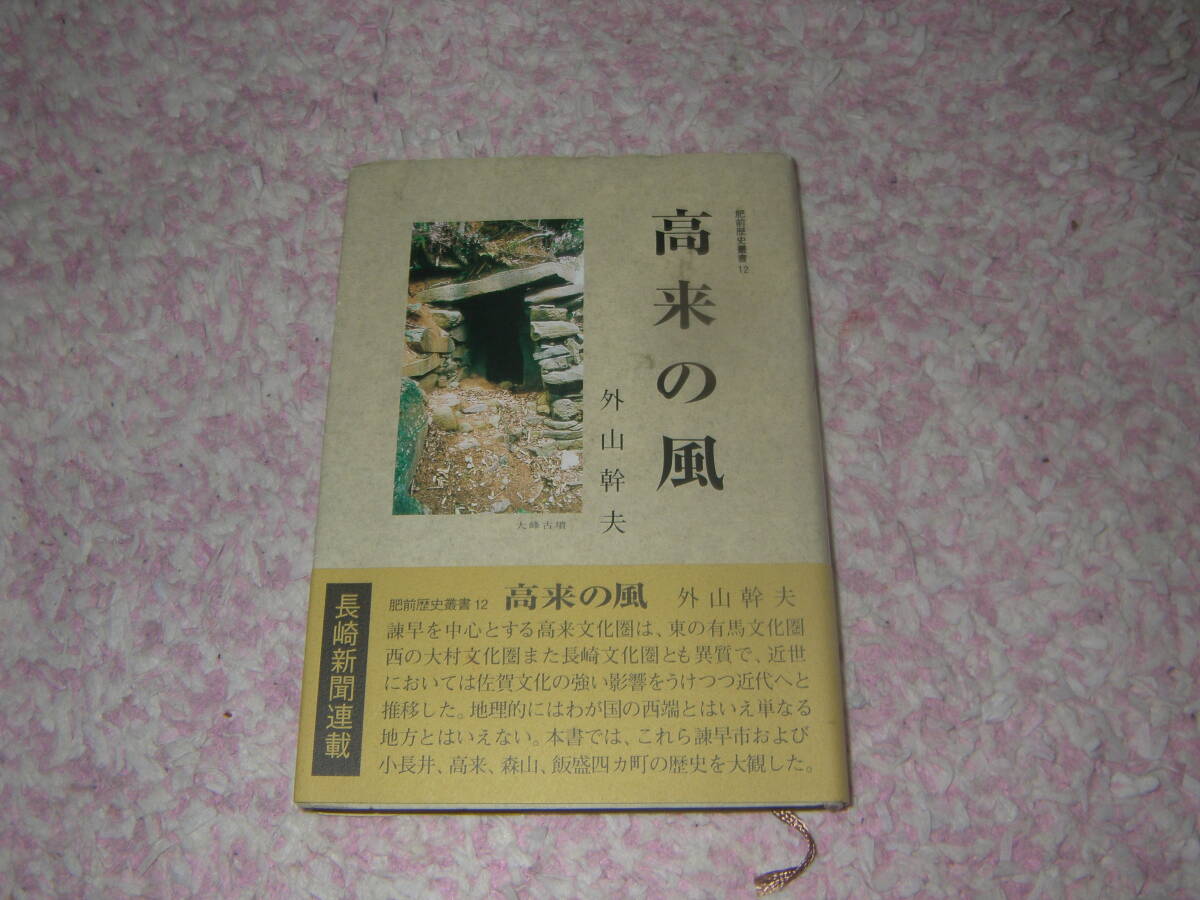 肥前歴史叢書12
高来の風
外山幹夫
大峰古墳
長崎新聞連載
肥前歴史叢書12 高来の風 外山幹夫
諫早を中心とする高来文化圏は、東の有馬文化圏
西の大村文化圏また長崎文化圏とも異質で、近世
においては佐賀文化の強い影響をうけつつ近代へと
推移した。地理的にはわが国の西端とはいえ単なる
地方とはいえない。本書では、これら諫早市および
小長井、高来、森山、飯盛四カ町の歴史を大観した。